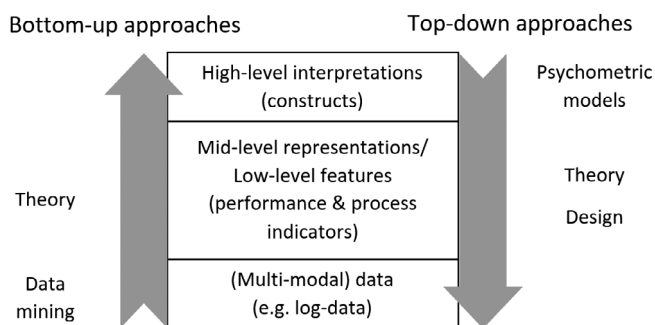 Bottom-up approaches
Top-down approaches
High-level interpretations
(constructs)
Psychometric
models
Mid-level representations/
Low-level features
(performance & process
indicators)
Theory
Theory
Design
(Multi-modal) data
(e.g. log-data)
Data
mining